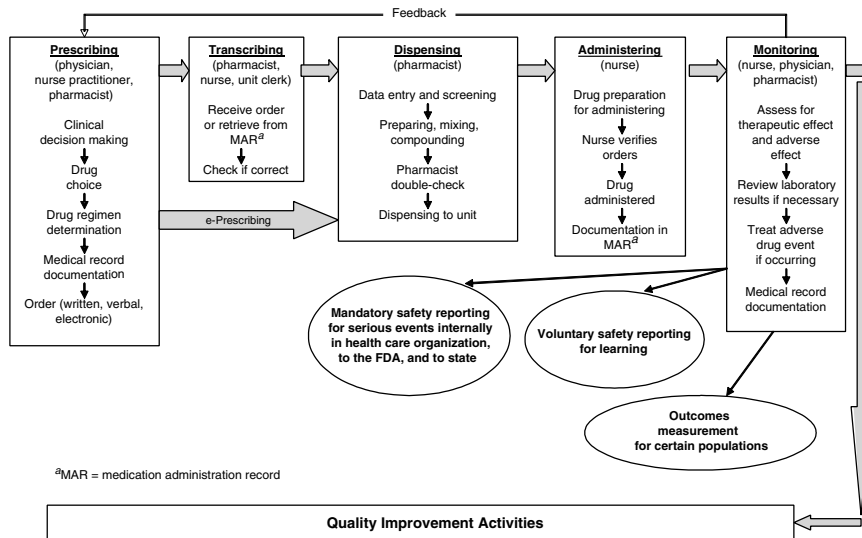 Feedback
Prescribing
(physician,
nurse practitioner,
pharmacist)
Clinical
decision making
Drug
choice
Drug regimen
determination
Medical record
documentation
Order (written, verbal,
electronic)
Transcribing
(pharmacist,
nurse, unit clerk)
Receive order
or retrieve from
MARa
Check if correct
e-Prescribing
Dispensing
(pharmacist)
Data entry and screening
Preparing, mixing,
compounding
Pharmacist
double-check
Dispensing to unit
Administering
(nurse)
Drug preparation
for administering
Nurse verifies
orders
Drug
administered
Documentation in
MARa
Monitoring
(nurse, physician,
pharmacist)
Assess for
therapeutic effect
and adverse
effect
Review laboratory
results if necessary
Treat adverse
drug event
if occurring
Medical record
documentation
Mandatory safety reporting
for serious events internally
in health care organization,
to the FDA, and to state
Voluntary safety reporting
for learning
Outcomes
measurement
for certain populations
aMAR = medication administration record
Quality Improvement Activities